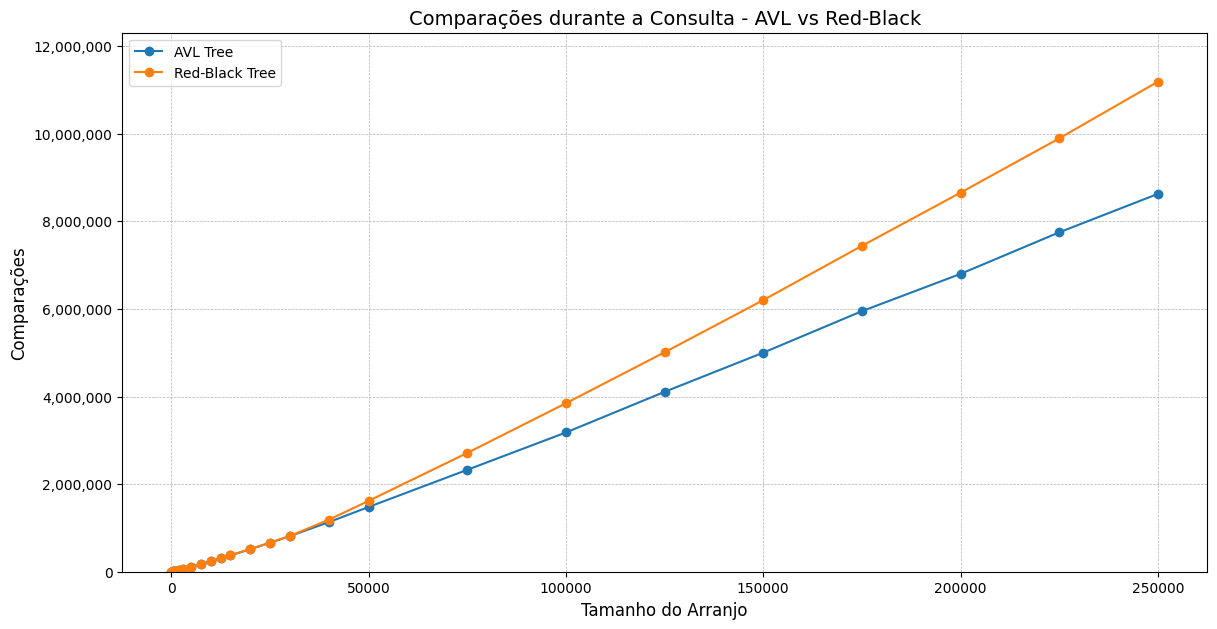 Comparações durante a Consulta - AVL vs Red-Black
AVL Tree
Red-Black Tree
12,000,000
10,000,000
8,000,000
6,000,000
4,000,000
2,000,000
0
Comparações
0
50000
100000
150000
200000
250000
Tamanho do Arranjo